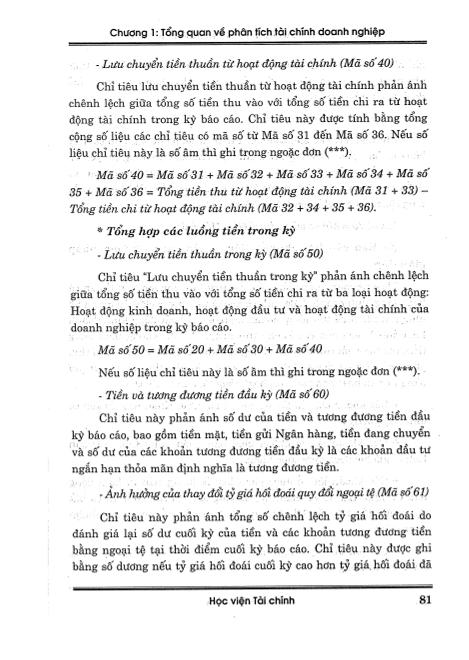 Chương 1: Tổng quan về phân tích tài chính doanh nghiệp
- Lưu chuyển tiền thuần từ hoạt động tài chính (Mã số 40)
Chỉ tiêu lưu chuyển tiền thuần từ hoạt động tài chính phản ánh
chênh lệch giữa tổng số tiền thu vào với tổng số tiền chi ra từ hoạt
động tài chính trong kỳ báo cáo. Chỉ tiêu này được tính bằng tổng
cộng số liệu các chỉ tiêu có mã số từ Mã số 31 đến Mã số 36. Nếu số
liệu chỉ tiêu này là số âm thì ghi trong ngoặc đơn (***).
Mã số 40 = Mã số 31 + Mã số 32 + Mã số 33 + Mã số 34 + Mã số
35 + Mã số 36 = Tổng tiền thu từ hoạt động tài chính (Mã 31 + 33) –
Tổng tiền chi từ hoạt động tài chính (Mã 32 + 34 + 35 + 36).
* Tổng hợp các luồng tiền trong kỳ
- Lưu chuyển tiền thuần trong kỳ (Mã số 50)
Chỉ tiêu “Lưu chuyển tiền thuần trong kỳ” phản ánh chênh lệch
giữa tổng số tiền thu vào với tổng số tiền chi ra từ ba loại hoạt động:
Hoạt động kinh doanh, hoạt động đầu tư và hoạt động tài chính của
doanh nghiệp trong kỳ báo cáo.
Mã số 50 = Mã số 20 + Mã số 30 + Mã số 40
Nếu số liệu chỉ tiêu này là số âm thì ghi trong ngoặc đơn (***).
- Tiền và tương đương tiền đầu kỳ (Mã số 60)
Chỉ tiêu này phản ánh số dư của tiền và tương đương tiền đầu
kỳ báo cáo, bao gồm tiền mặt, tiền gửi Ngân hàng, tiền đang chuyển
và số dư của các khoản tương đương tiền đầu kỳ là các khoản đầu tư
ngắn hạn thỏa mãn định nghĩa là tương đương tiền.
- Ảnh hưởng của thay đổi tỷ giá hối đoái quy đổi ngoại tệ (Mã số 61)
Chỉ tiêu này phản ánh tổng số chênh lệch tỷ giá hối đoái do
đánh giá lại số dư cuối kỳ của tiền và các khoản tương đương tiền
bằng ngoại tệ tại thời điểm cuối kỳ báo cáo. Chỉ tiêu này được ghi
bằng số dương nếu tỷ giá hối đoái cuối kỳ cao hơn tỷ giá hối đoái đã
Học viện Tài chính 81